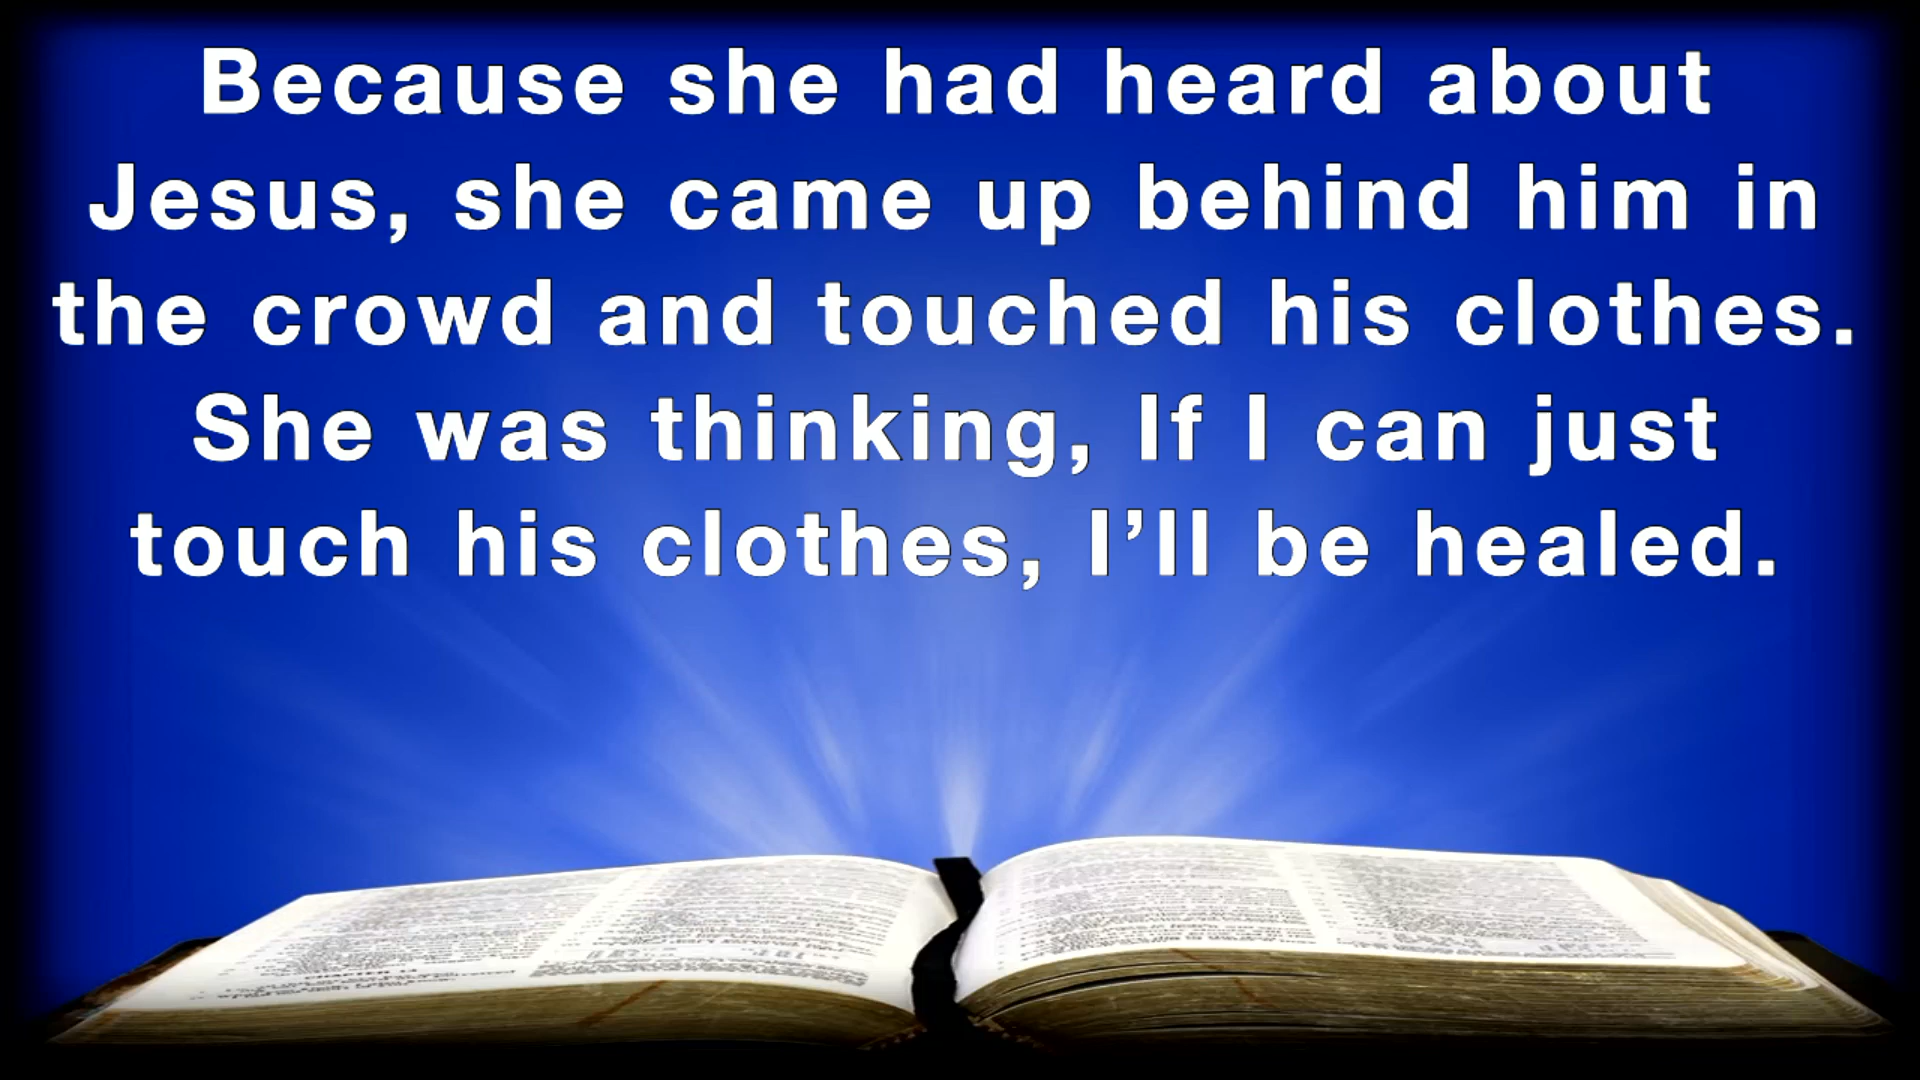 Because she had heard about
Jesus, she came up behind him in
the crowd and touched his clothes.
She was thinking, If I can just
touch his clothes, I’ll be healed.